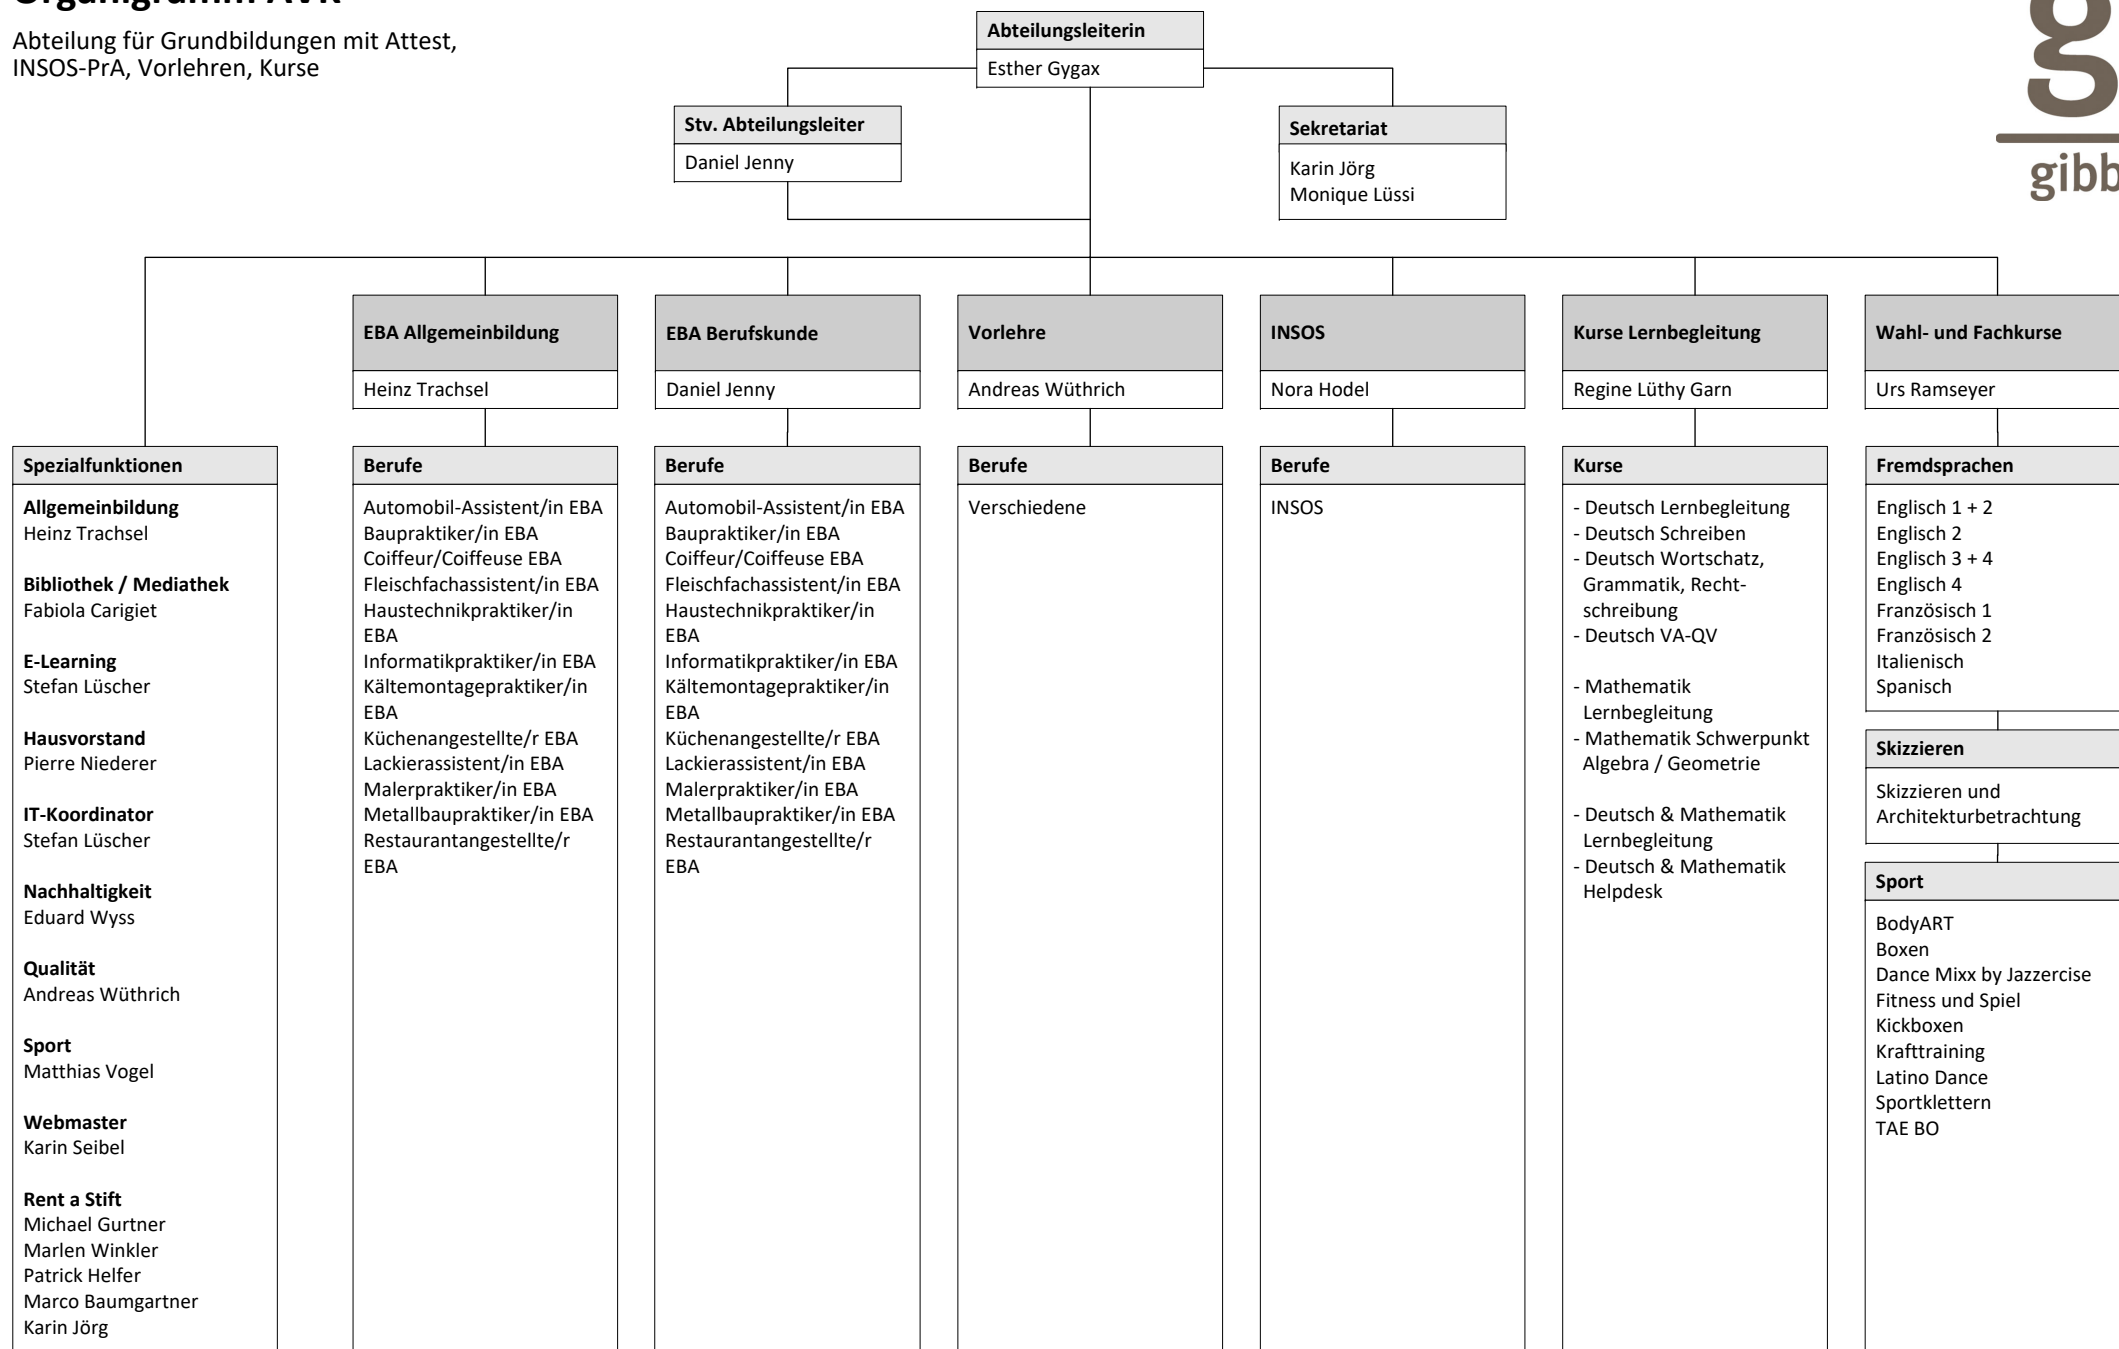 Organigramm AVK
Abteilung für Grundbildungen mit Attest,
INSOS-PrA, Vorlehren, Kurse
Abteilungsleiterin
Esther Gygax
Stv. Abteilungsleiter
Daniel Jenny
Sekretariat
Karin Jörg
Monique Lüssi
g
gibb
EBA Allgemeinbildung
Heinz Trachsel
EBA Berufskunde
Daniel Jenny
Vorlehre
Andreas Wüthrich
INSOS
Nora Hodel
Kurse Lernbegleitung
Regine Lüthy Garn
Wahl- und Fachkurse
Urs Ramseyer
Spezialfunktionen
Allgemeinbildung
Heinz Trachsel
Bibliothek / Mediathek
Fabiola Carigiet
E-Learning
Stefan Lüscher
Hausvorstand
Pierre Niederer
IT-Koordinator
Stefan Lüscher
Nachhaltigkeit
Eduard Wyss
Qualität
Andreas Wüthrich
Sport
Matthias Vogel
Webmaster
Karin Seibel
Rent a Stift
Michael Gurtner
Marlen Winkler
Patrick Helfer
Marco Baumgartner
Karin Jörg
Berufe
Automobil-Assistent/in EBA
Baupraktiker/in EBA
Coiffeur/Coiffeuse EBA
Fleischfachassistent/in EBA
Haustechnikpraktiker/in
EBA
Informatikpraktiker/in EBA
Kältemontagepraktiker/in
EBA
Küchenangestellte/r EBA
Lackierassistent/in EBA
Malerpraktiker/in EBA
Metallbaupraktiker/in EBA
Restaurantangestellte/r
EBA
Berufe
Automobil-Assistent/in EBA
Baupraktiker/in EBA
Coiffeur/Coiffeuse EBA
Fleischfachassistent/in EBA
Haustechnikpraktiker/in
EBA
Informatikpraktiker/in EBA
Kältemontagepraktiker/in
EBA
Küchenangestellte/r EBA
Lackierassistent/in EBA
Malerpraktiker/in EBA
Metallbaupraktiker/in EBA
Restaurantangestellte/r
EBA
Berufe
Verschiedene
Berufe
INSOS
Kurse
- Deutsch Lernbegleitung
- Deutsch Schreiben
- Deutsch Wortschatz,
Grammatik, Recht-
schreibung
- Deutsch VA-QV
- Mathematik
Lernbegleitung
- Mathematik Schwerpunkt
Algebra / Geometrie
- Deutsch & Mathematik
Lernbegleitung
- Deutsch & Mathematik
Helpdesk
Fremdsprachen
Englisch 1 + 2
Englisch 2
Englisch 3 + 4
Englisch 4
Französisch 1
Französisch 2
Italienisch
Spanisch
Skizzieren
Skizzieren und
Architekturbetrachtung
Sport
BodyART
Boxen
Dance Mixx by Jazzercise
Fitness und Spiel
Kickboxen
Krafttraining
Latino Dance
Sportklettern
TAE BO